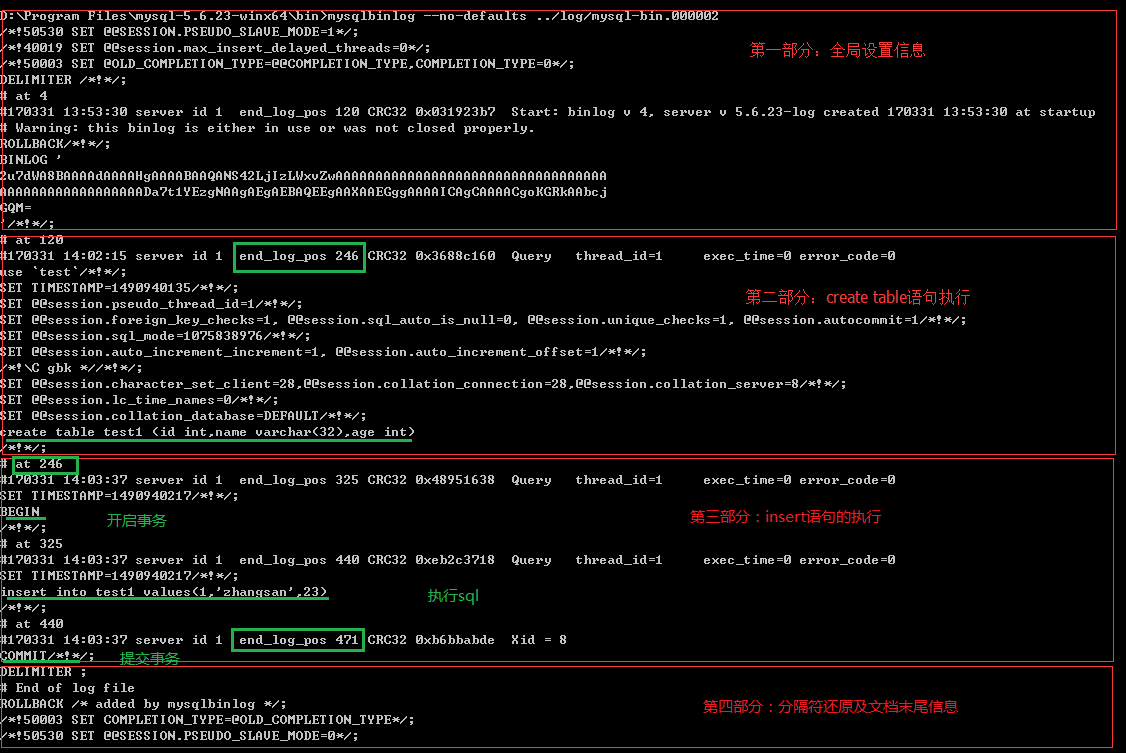 D:\Program Files\mysql-5.6.23-winx64\bin>mysqlbinlog --no-defaults ../log/mysql-bin.000002
/*!50530 SET @@SESSION.PSEUDO_SLAVE_MODE=1*/;
/*!40019 SET @@session.max_insert_delayed_threads=0*/;
/*!50003 SET @OLD_COMPLETION_TYPE=@@COMPLETION_TYPE,COMPLETION_TYPE=0*/;
第一部分：全局设置信息
DELIMITER /*!*/;
# at 4
#170331 13:53:30 server id 1  end_log_pos 120 CRC32 0x031923b7  Start: binlog v 4, server v 5.6.23-log created 170331 13:53:30 at startup
# Warning: this binlog is either in use or was not closed properly.
ROLLBACK/*!*/;
BINLOG '
2u7dWA8BAAAAdAAAAHgAAAABAAQANS42LjIzLWxvZwAAAAAAAAAAAAAAAAAAAAAAAAAAAAAAAAAA
AAAAAAAAAAAAAAAAAADa7t1YEzgNAAgAEgAEBAQEEgAAXAAEGggAAAAICAgCAAAACgoKGRkAAbcj
GQM=
'/*!*/;
# at 120
#170331 14:02:15 server id 1  end_log_pos 246 CRC32 0x3688c160  Query   thread_id=1     exec_time=0 error_code=0
use `test`/*!*/;
SET TIMESTAMP=1490940135/*!*/;
第二部分：create table语句执行
SET @@session.pseudo_thread_id=1/*!*/;
SET @@session.foreign_key_checks=1, @@session.sql_auto_is_null=0, @@session.unique_checks=1, @@session.autocommit=1/*!*/;
SET @@session.sql_mode=1075838976/*!*/;
SET @@session.auto_increment_increment=1, @@session.auto_increment_offset=1/*!*/;
/*!\C gbk *//*!*/;
SET @@session.character_set_client=28,@@session.collation_connection=28,@@session.collation_server=8/*!*/;
SET @@session.lc_time_names=0/*!*/;
SET @@session.collation_database=DEFAULT/*!*/;
create table test1 (id int,name varchar(32),age int)
/*!*/;
# at 246
#170331 14:03:37 server id 1  end_log_pos 325 CRC32 0x48951638  Query   thread_id=1     exec_time=0 error_code=0
SET TIMESTAMP=1490940217/*!*/;
BEGIN
开启事务
第三部分：insert语句的执行
/*!*/;
# at 325
#170331 14:03:37 server id 1  end_log_pos 440 CRC32 0xeb2c3718  Query   thread_id=1     exec_time=0 error_code=0
SET TIMESTAMP=1490940217/*!*/;
insert into test1 values(1,'zhangsan',23)
执行sql
/*!*/;
# at 440
#170331 14:03:37 server id 1  end_log_pos 471 CRC32 0xb6bbabde  Xid = 8
COMMIT/*!*/;
提交事务
DELIMITER ;
# End of log file
ROLLBACK /* added by mysqlbinlog */;
第四部分：分隔符还原及文档末尾信息
/*!50003 SET COMPLETION_TYPE=@OLD_COMPLETION_TYPE*/;
/*!50530 SET @@SESSION.PSEUDO_SLAVE_MODE=0*/;